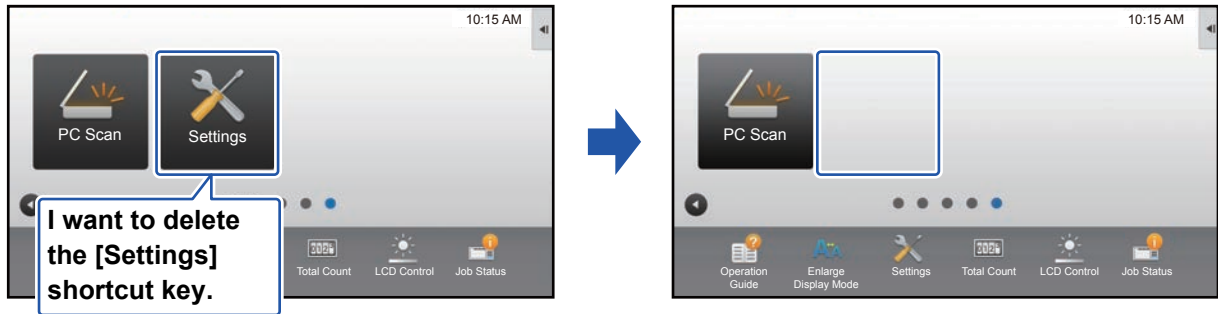 10:15 AM
PC Scan
Settings
I want to delete
the [Settings]
shortcut key.
Total Count
LCD Control
Job Status
10:15 AM
PC Scan
Operation
Guide
Enlarge
Display Mode
Settings
Total Count
LCD Control
Job Status